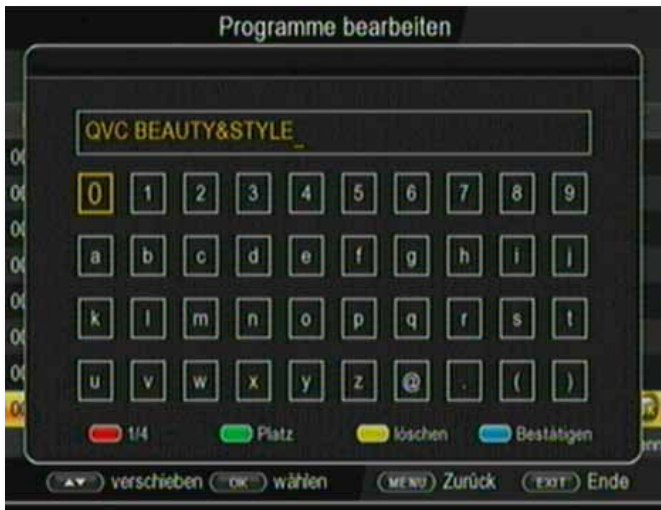 Programme bearbeiten
QVC BEAUTY&STYLE_
0 1 2 3 4 5 6 7 8 9
a b c d e f g h i j
k l m n o p q r s t
u v w x y z @ . ( )
1/4 Platz löschen Bestätigen
verschieben OK wählen MENU Zurück EXIT Ende